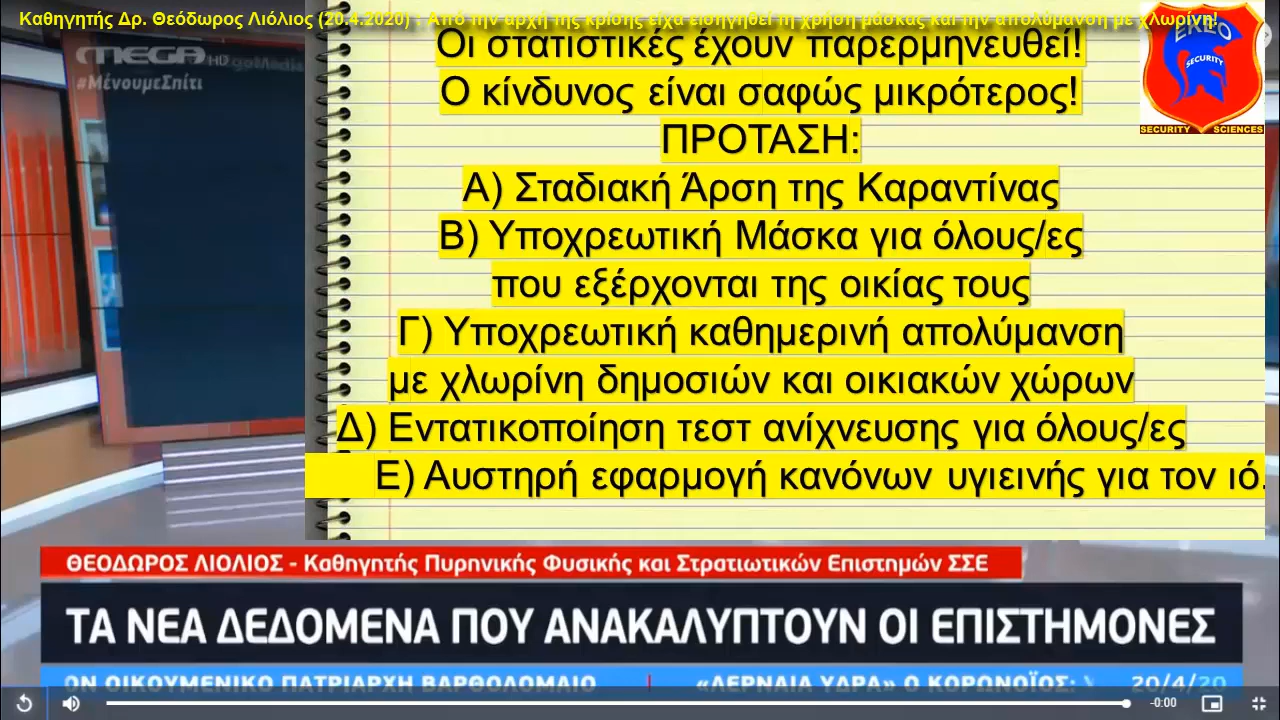 Καθηγητής Δρ. Θεόδωρος Λιόλιος (20.4.2020) : Από την αρχή της κρίσης είχα εισηγηθεί τη χρήση μάσκας και την απολύμανση με χλωρίνη!
MEGA HD
#ΜένουμεΣπίτι
Οι στατιστικές έχουν παρερμηνευθεί!
Ο κίνδυνος είναι σαφώς μικρότερος!
ΠΡΟΤΑΣΗ:
Α) Σταδιακή Άρση της Καραντίνας
Β) Υποχρεωτική Μάσκα για όλους/ες
που εξέρχονται της οικίας τους
Γ) Υποχρεωτική καθημερινή απολύμανση
με χλωρίνη δημοσιών και οικιακών χώρων
Δ) Εντατικοποίηση τεστ ανίχνευσης για όλους/ες
Ε) Αυστηρή εφαρμογή κανόνων υγιεινής για τον ιό.
SECURITY
SECURITY SCIENCES
ΘΕΟΔΩΡΟΣ ΛΙΟΛΙΟΣ - Καθηγητής Πυρηνικής Φυσικής και Στρατιωτικών Επιστημών ΣΣΕ
ΤΑ ΝΕΑ ΔΕΔΟΜΕΝΑ ΠΟΥ ΑΝΑΚΑΛΥΠΤΟΥΝ ΟΙ ΕΠΙΣΤΗΜΟΝΕΣ
ΟΝ ΟΙΚΟΥΜΕΝΙΚΟ ΠΑΤΡΙΑΡΧΗ ΒΑΡΘΟΛΟΜΑΙΟ «ΛΕΡΝΑΙΑ ΥΔΡΑ» Ο ΚΟΡΩΝΟΪΟΣ: 20/4/20
-0:00